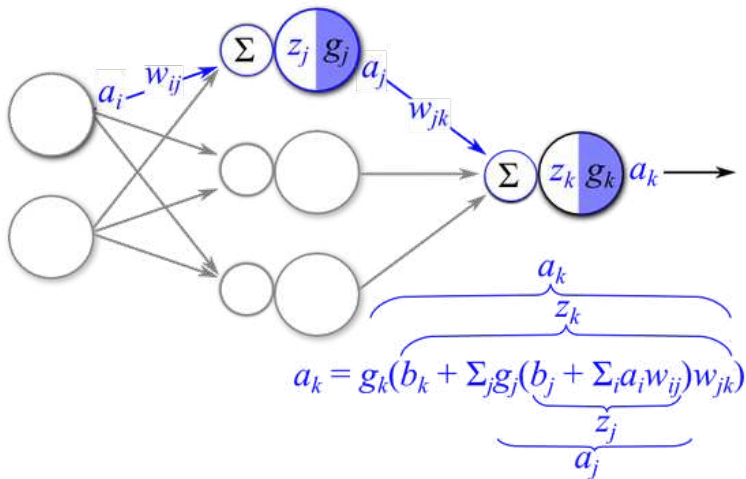 Σ z_j g_j
a_i w_ij a_j
w_jk
Σ z_k g_k a_k
a_k
z_k
a_k = g_k(b_k + Σ_j g_j(b_j + Σ_i a_i w_ij)w_jk)
z_j
a_j